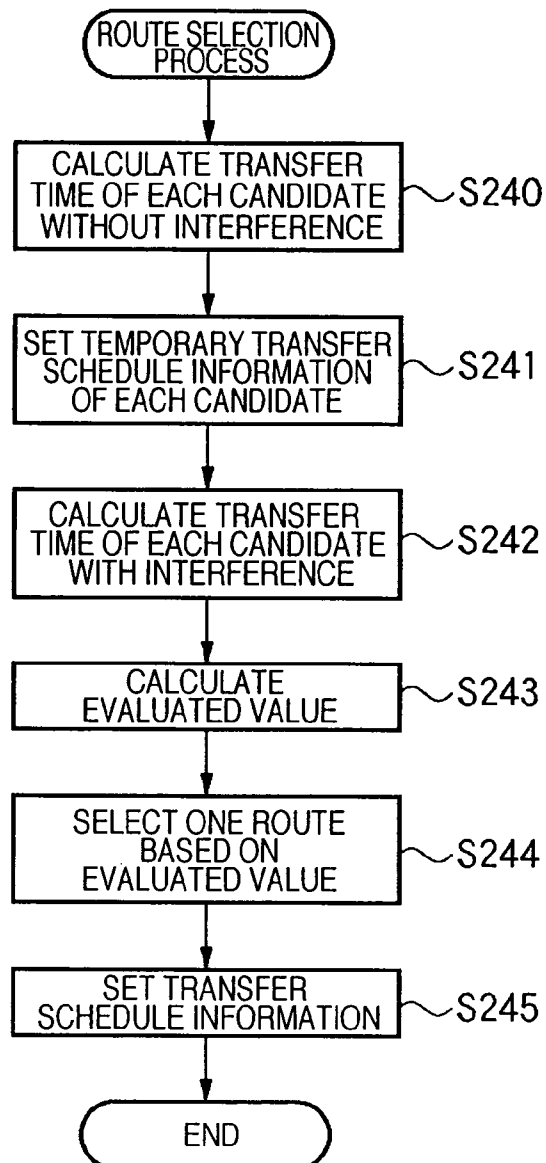 ROUTE SELECTION
PROCESS
CALCULATE TRANSFER
TIME OF EACH CANDIDATE
WITHOUT INTERFERENCE
S240
SET TEMPORARY TRANSFER
SCHEDULE INFORMATION
OF EACH CANDIDATE
S241
CALCULATE TRANSFER
TIME OF EACH CANDIDATE
WITH INTERFERENCE
S242
CALCULATE
EVALUATED VALUE
S243
SELECT ONE ROUTE
BASED ON
EVALUATED VALUE
S244
SET TRANSFER
SCHEDULE INFORMATION
S245
END